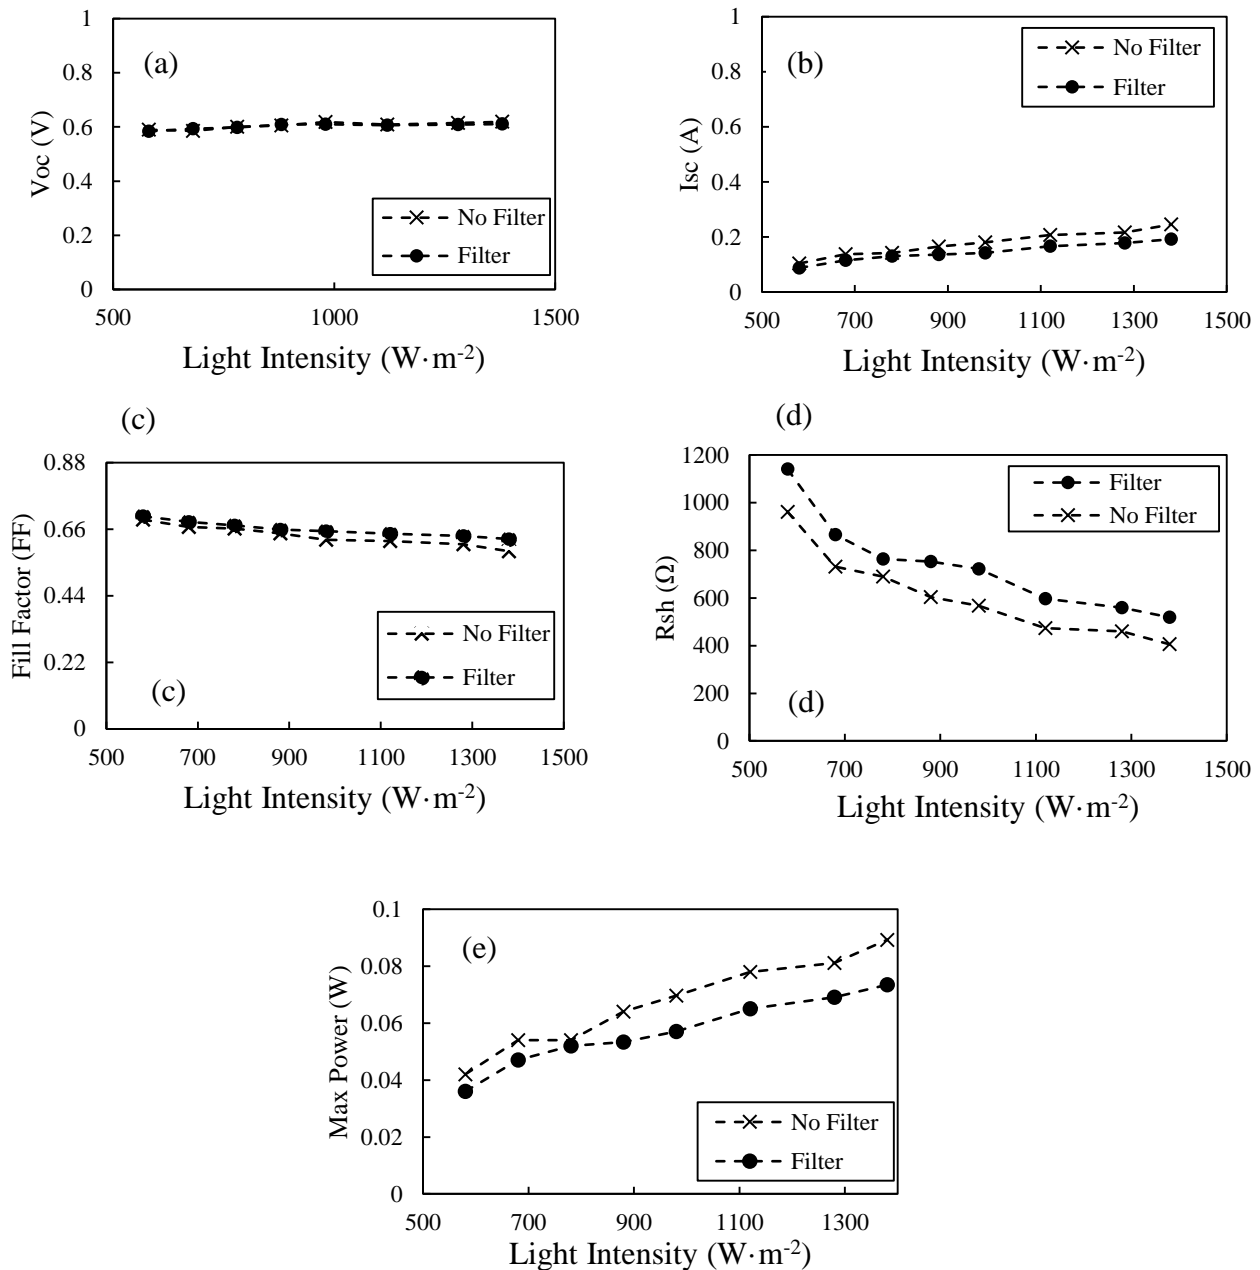 1
0.8
0.6
0.4
0.2
0
Voc (V)
(a)
No Filter
Filter
500
1000
1500
Light Intensity (W·m-2)
1
0.8
0.6
0.4
0.2
0
Isc (A)
(b)
No Filter
Filter
500 700 900 1100 1300 1500
Light Intensity (W·m-2)
(c)
0.88
0.66
0.44
0.22
0
Fill Factor (FF)
No Filter
Filter
(c)
500 700 900 1100 1300 1500
Light Intensity (W·m-2)
(d)
1200
1000
800
600
400
200
0
Rsh (Ω)
Filter
No Filter
(d)
500 700 900 1100 1300 1500
Light Intensity (W·m-2)
0.1
0.08
0.06
0.04
0.02
0
Max Power (W)
(e)
No Filter
Filter
500 700 900 1100 1300
Light Intensity (W·m-2)